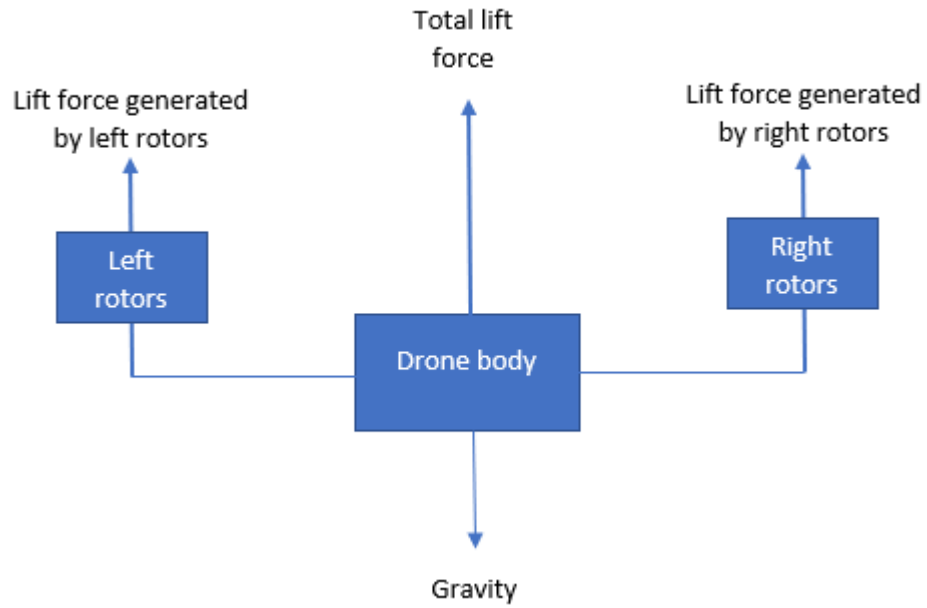 Total lift
force
Lift force generated
by left rotors
Lift force generated
by right rotors
Left
rotors
Right
rotors
Drone body
Gravity